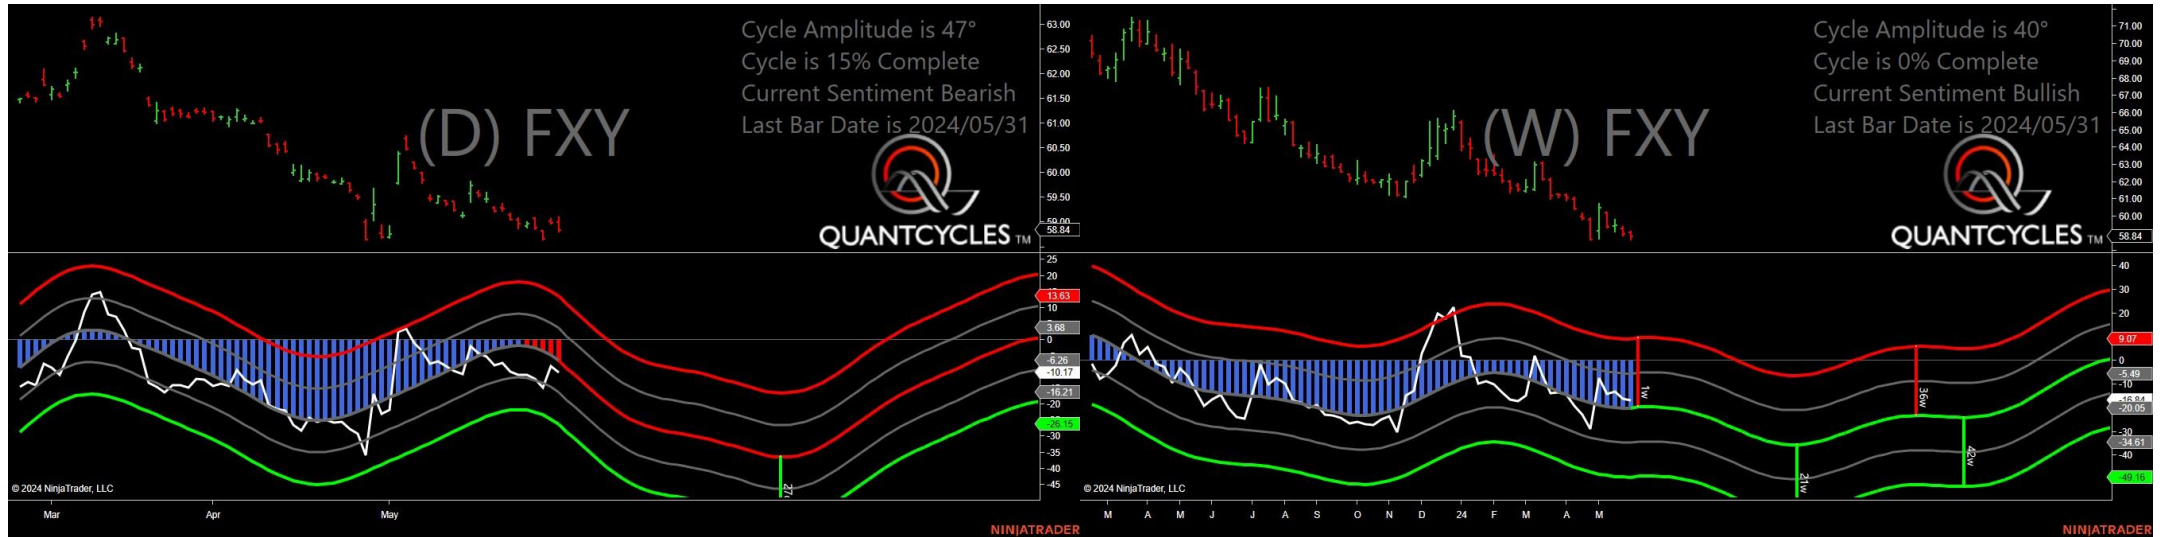 Cycle Amplitude is 47°
Cycle is 15% Complete
Current Sentiment Bearish
Last Bar Date is 2024/05/31
(D) FXY
QUANTCYCLES TM
63.00
62.50
62.00
61.50
61.00
60.50
60.00
59.50
59.00
58.84
25
20
13.63
10
3.68
0
-6.26
-10.17
-16.21
-20
-26.15
-30
-35
-40
-45
27
© 2024 NinjaTrader, LLC
Mar Apr May
NINJATRADER
Cycle Amplitude is 40°
Cycle is 0% Complete
Current Sentiment Bullish
Last Bar Date is 2024/05/31
(W) FXY
QUANTCYCLES TM
71.00
70.00
69.00
68.00
67.00
66.00
65.00
64.00
63.00
62.00
61.00
60.00
58.84
40
30
20
9.07
0
-5.49
-10
-16.84
-20.05
-30
-34.61
-40
-49.16
1w
21w
36w
42w
© 2024 NinjaTrader, LLC
M A M J J A S O N D 24 F M A M
NINJATRADER